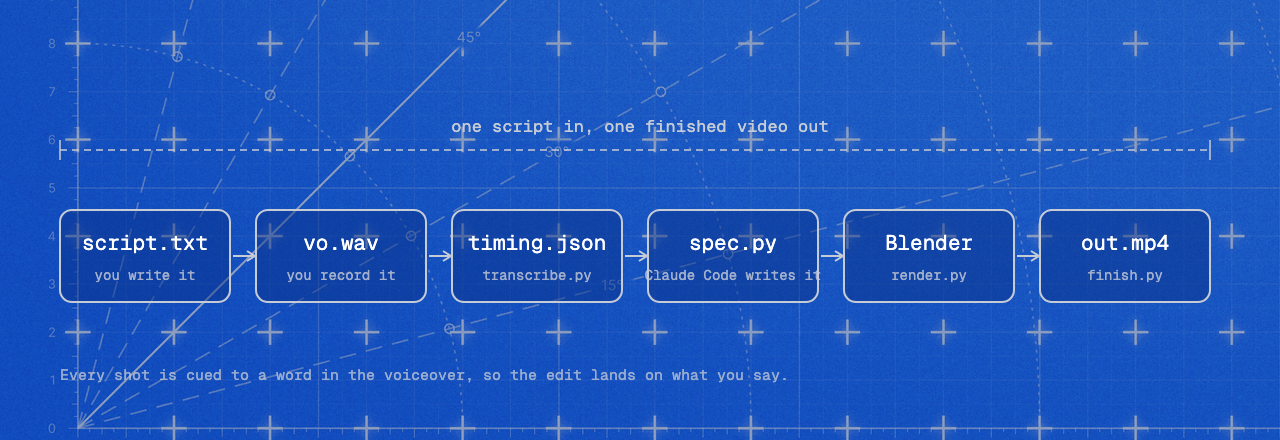 8
45°
7
one script in, one finished video out
6
30°
5
script.txt
you write it
vo.wav
you record it
timing.json
transcribe.py
spec.py
Claude Code writes it
Blender
render.py
out.mp4
finish.py
4
3
15°
2
1
Every shot is cued to a word in the voiceover, so the edit lands on what you say.
0